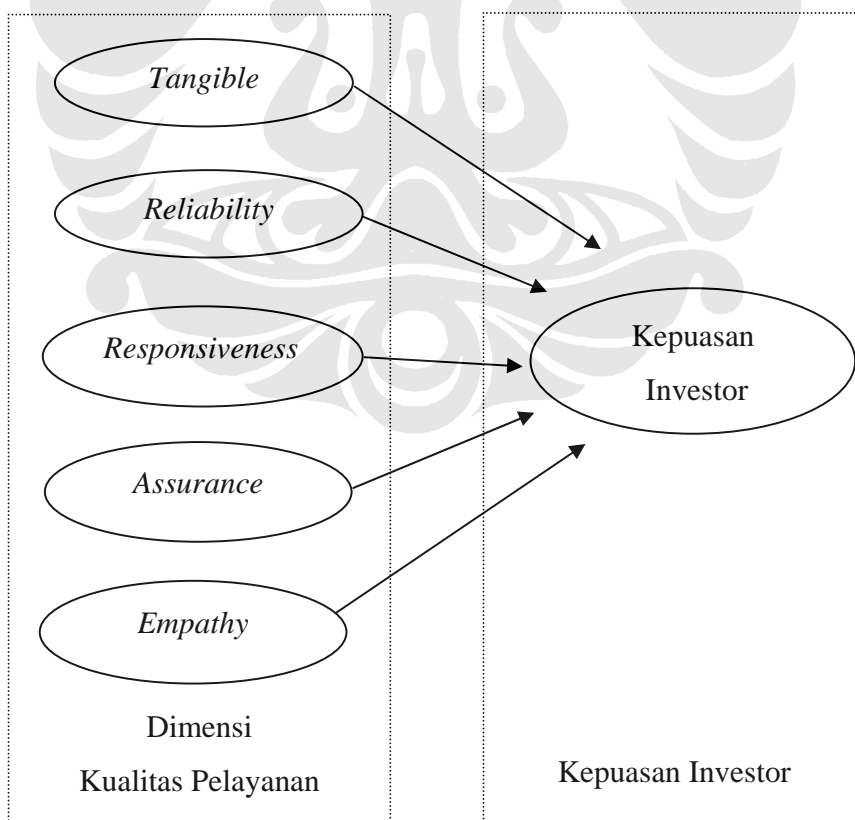 Tangible
Reliability
Responsiveness
Assurance
Empathy
Dimensi
Kualitas Pelayanan
Kepuasan
Investor
Kepuasan Investor